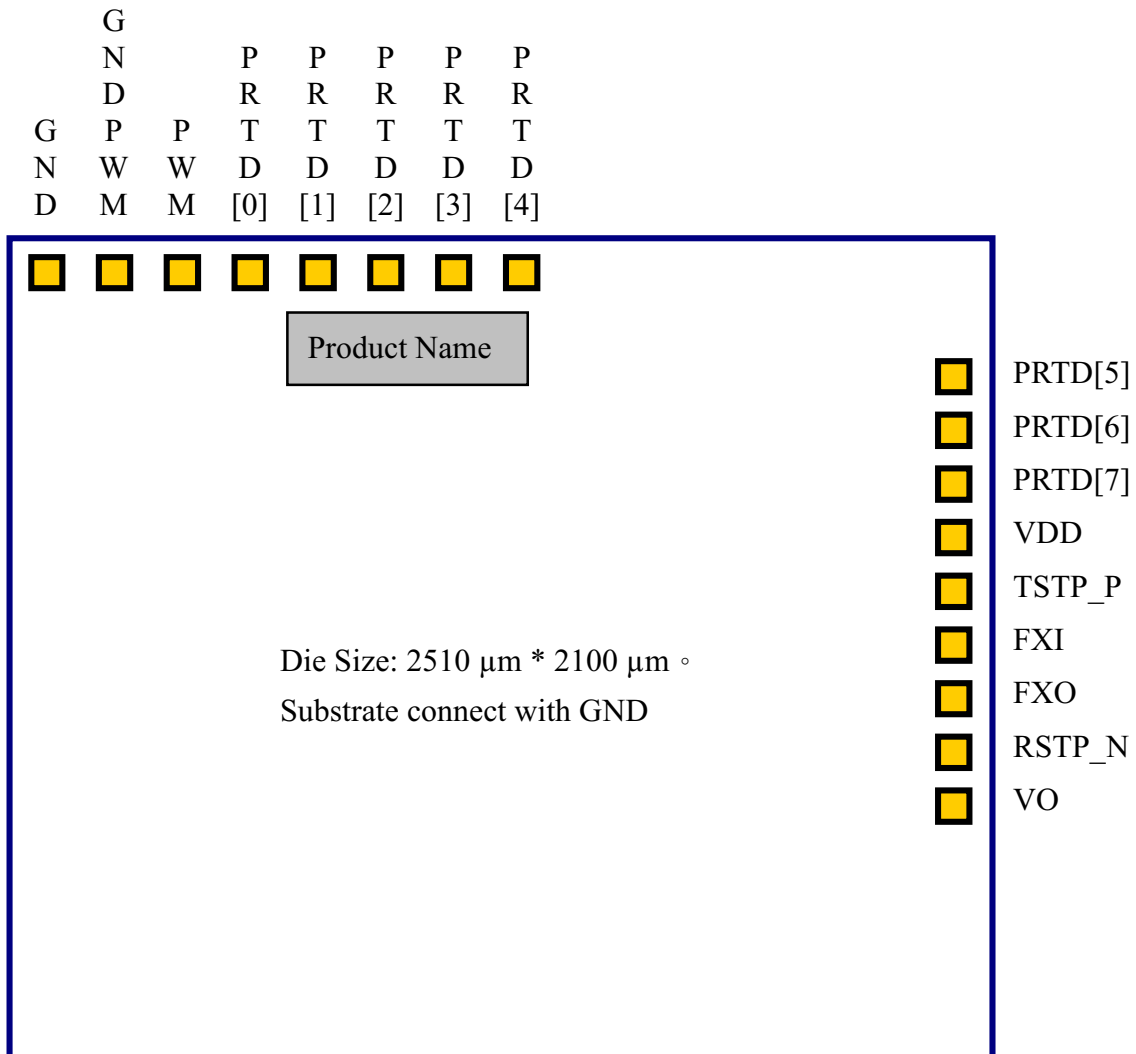 GND
GNDPWM
PWM
PRTD[0]
PRTD[1]
PRTD[2]
PRTD[3]
PRTD[4]
Product Name
PRTD[5]
PRTD[6]
PRTD[7]
VDD
TSTP_P
FXI
FXO
RSTP_N
VO
Die Size: 2510 µm * 2100 µm。
Substrate connect with GND